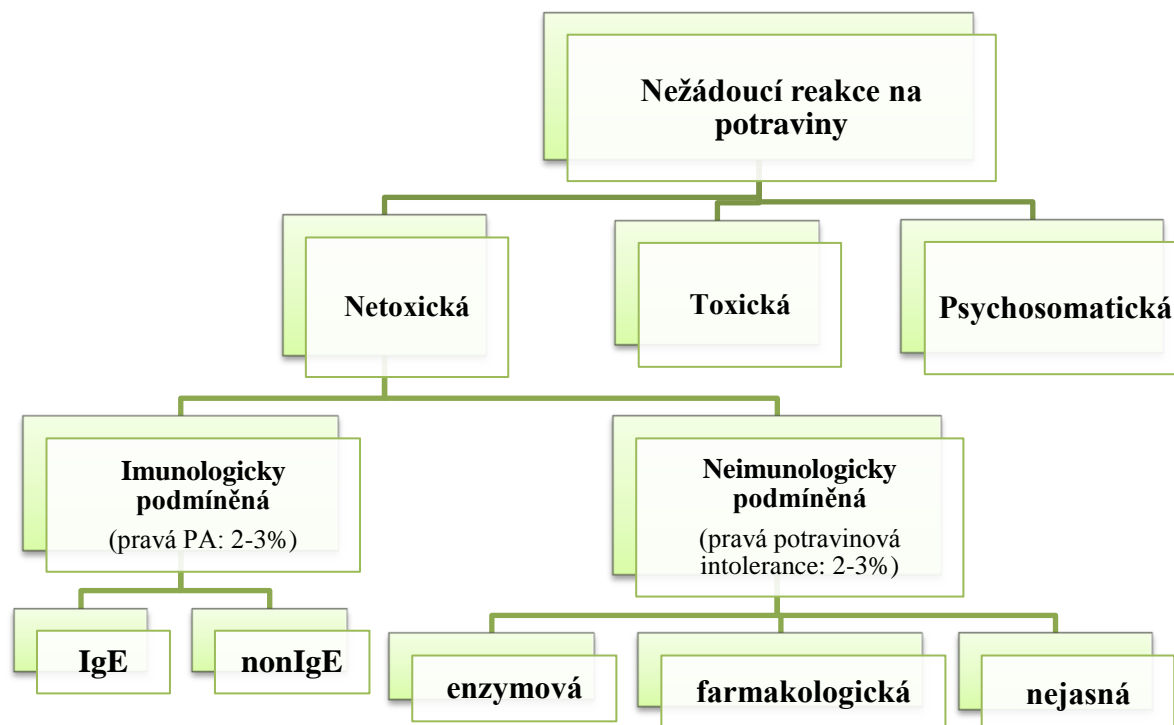 Nežádoucí reakce na
potraviny
Netoxická
Toxická
Psychosomatická
Imunologicky
podmíněná
(pravá PA: 2-3%)
Neimunologicky
podmíněná
(pravá potravinová
intolerance: 2-3%)
IgE
nonIgE
enzymová
farmakologická
nejasná